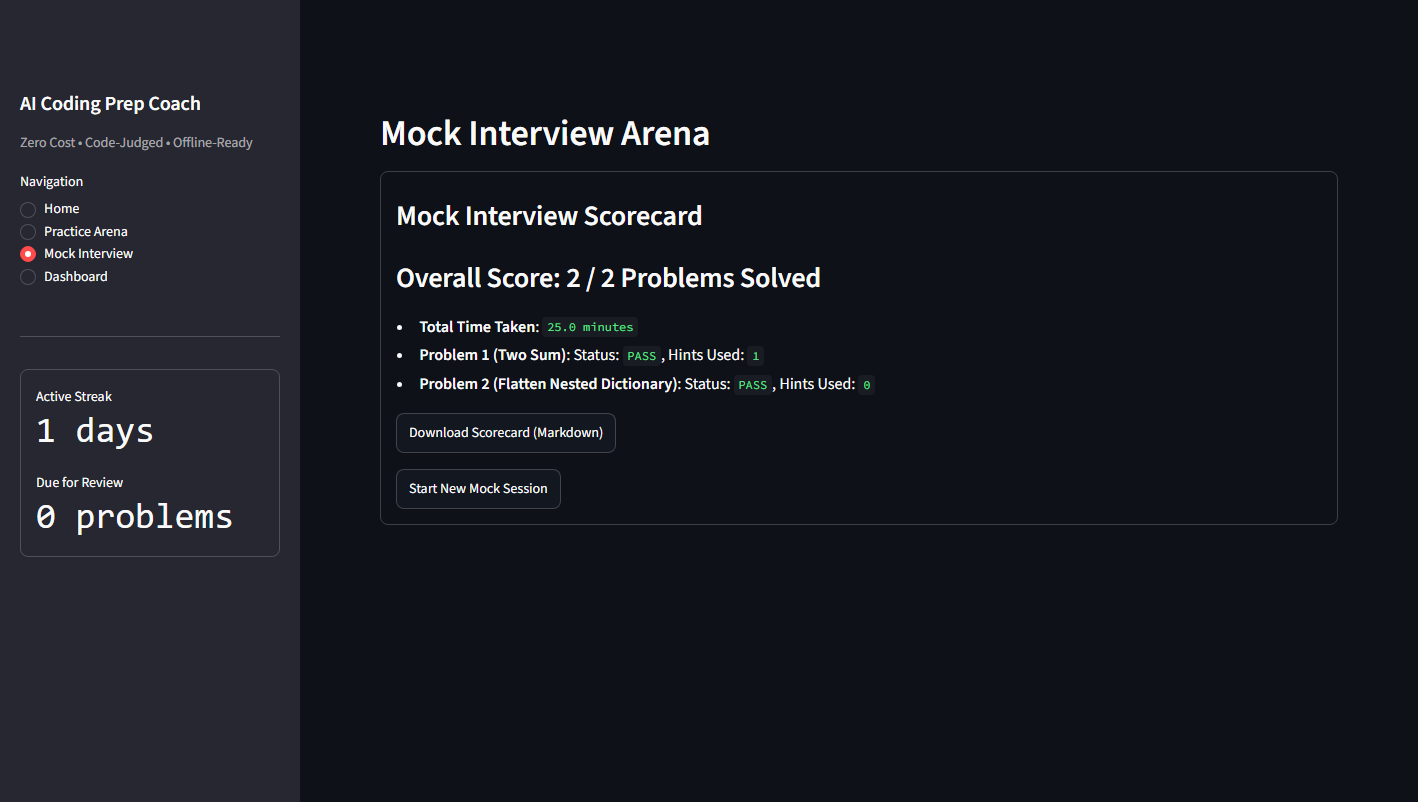 AI Coding Prep Coach
Zero Cost • Code-Judged • Offline-Ready
Navigation
Home
Practice Arena
Mock Interview
Dashboard
Active Streak
1 days
Due for Review
0 problems
Mock Interview Arena
Mock Interview Scorecard
Overall Score: 2 / 2 Problems Solved
• Total Time Taken: 25.0 minutes
• Problem 1 (Two Sum): Status: PASS, Hints Used: 1
• Problem 2 (Flatten Nested Dictionary): Status: PASS, Hints Used: 0
Download Scorecard (Markdown)
Start New Mock Session